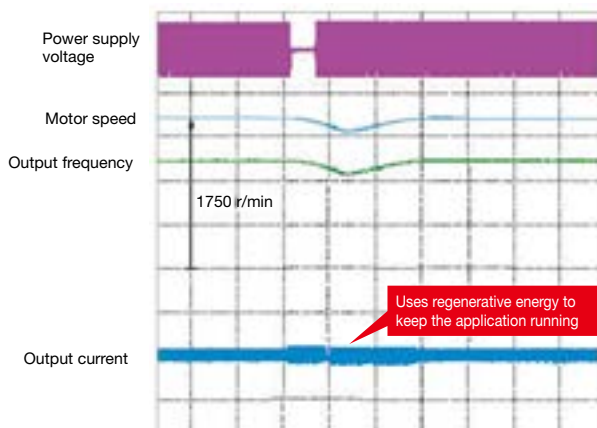 Power supply
voltage
Motor speed
Output frequency
1750 r/min
Uses regenerative energy to
keep the application running
Output current